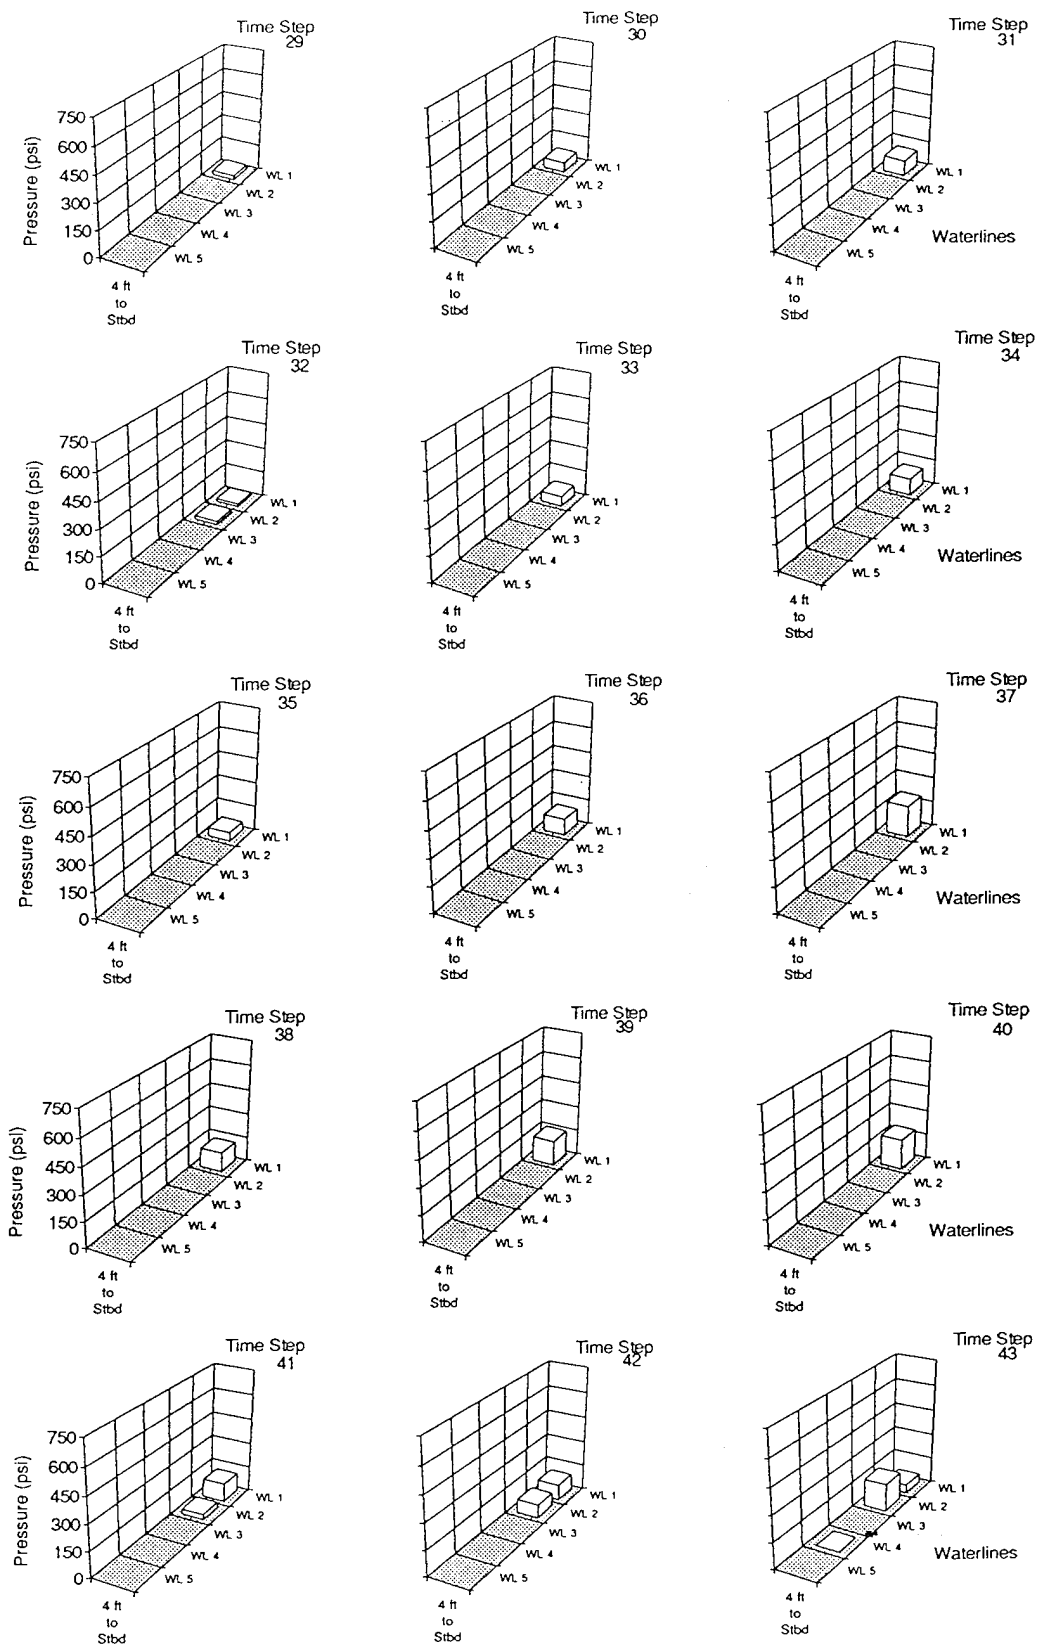 Time Step
29
750
600
450
300
150
0
Pressure (psi)
WL 1
WL 2
WL 3
WL 4
WL 5
4 ft
to
Stbd
Time Step
30
WL 1
WL 2
WL 3
WL 4
WL 5
4 ft
to
Stbd
Time Step
31
WL 1
WL 2
WL 3
WL 4
WL 5
Waterlines
4 ft
to
Stbd
Time Step
32
750
600
450
300
150
0
Pressure (psi)
WL 1
WL 2
WL 3
WL 4
WL 5
4 ft
to
Stbd
Time Step
33
WL 1
WL 2
WL 3
WL 4
WL 5
4 ft
to
Stbd
Time Step
34
WL 1
WL 2
WL 3
WL 4
WL 5
Waterlines
4 ft
to
Stbd
Time Step
35
750
600
450
300
150
0
Pressure (psi)
WL 1
WL 2
WL 3
WL 4
WL 5
4 ft
to
Stbd
Time Step
36
WL 1
WL 2
WL 3
WL 4
WL 5
4 ft
to
Stbd
Time Step
37
WL 1
WL 2
WL 3
WL 4
WL 5
Waterlines
4 ft
to
Stbd
Time Step
38
750
600
450
300
150
0
Pressure (psi)
WL 1
WL 2
WL 3
WL 4
WL 5
4 ft
to
Stbd
Time Step
39
WL 1
WL 2
WL 3
WL 4
WL 5
4 ft
to
Stbd
Time Step
40
WL 1
WL 2
WL 3
WL 4
WL 5
Waterlines
4 ft
to
Stbd
Time Step
41
750
600
450
300
150
0
Pressure (psi)
WL 1
WL 2
WL 3
WL 4
WL 5
4 ft
to
Stbd
Time Step
42
WL 1
WL 2
WL 3
WL 4
WL 5
4 ft
to
Stbd
Time Step
43
WL 1
WL 2
WL 3
WL 4
WL 5
Waterlines
4 ft
to
Stbd